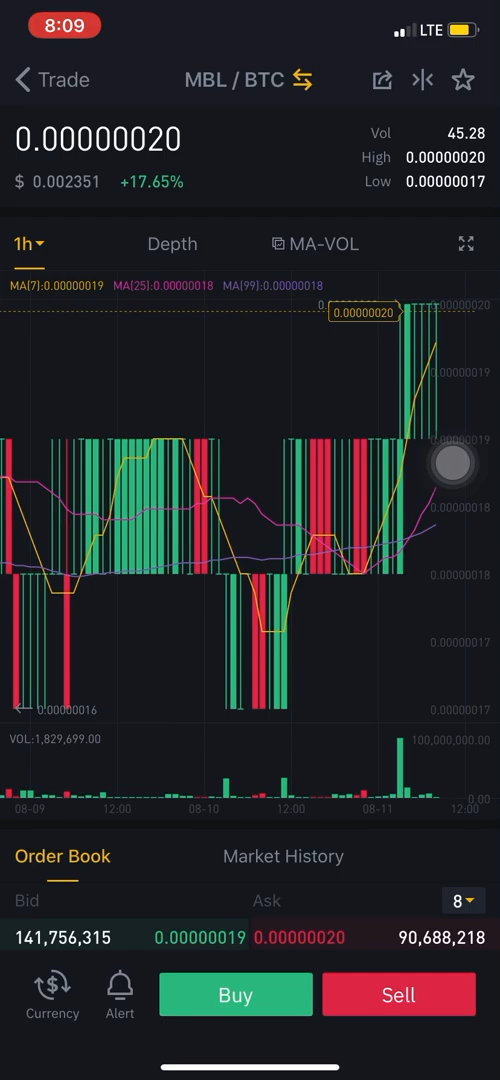 8:09
LTE
Trade
MBL / BTC
0.00000020
Vol 45.28
High 0.00000020
$ 0.002351 +17.65%
Low 0.00000017
1h
Depth
MA-VOL
MA(7):0.00000019 MA(25):0.00000018 MA(99):0.00000018
0.00000020
0.00000020
0.00000019
0.00000019
0.00000018
0.00000018
0.00000017
0.00000016
0.00000017
VOL:1,829,699.00
100,000,000.00
0.00
08-09 12:00 08-10 12:00 08-11 12:00
Order Book
Market History
Bid
Ask
8
141,756,315 0.00000019 0.00000020 90,688,218
Currency
Alert
Buy
Sell